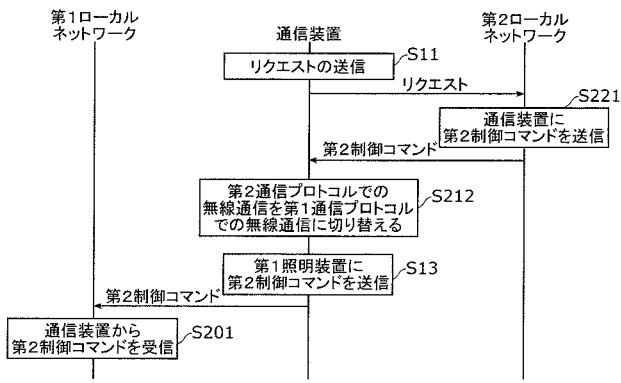 第1ローカル
ネットワーク
通信装置
第2ローカル
ネットワーク
リクエストの送信
S11
リクエスト
S221
通信装置に
第2制御コマンドを送信
第2制御コマンド
第2通信プロトコルでの
無線通信を第1通信プロトコル
での無線通信に切り替える
S212
第1照明装置に
第2制御コマンドを送信
S13
第2制御コマンド
通信装置から
第2制御コマンドを受信
S201